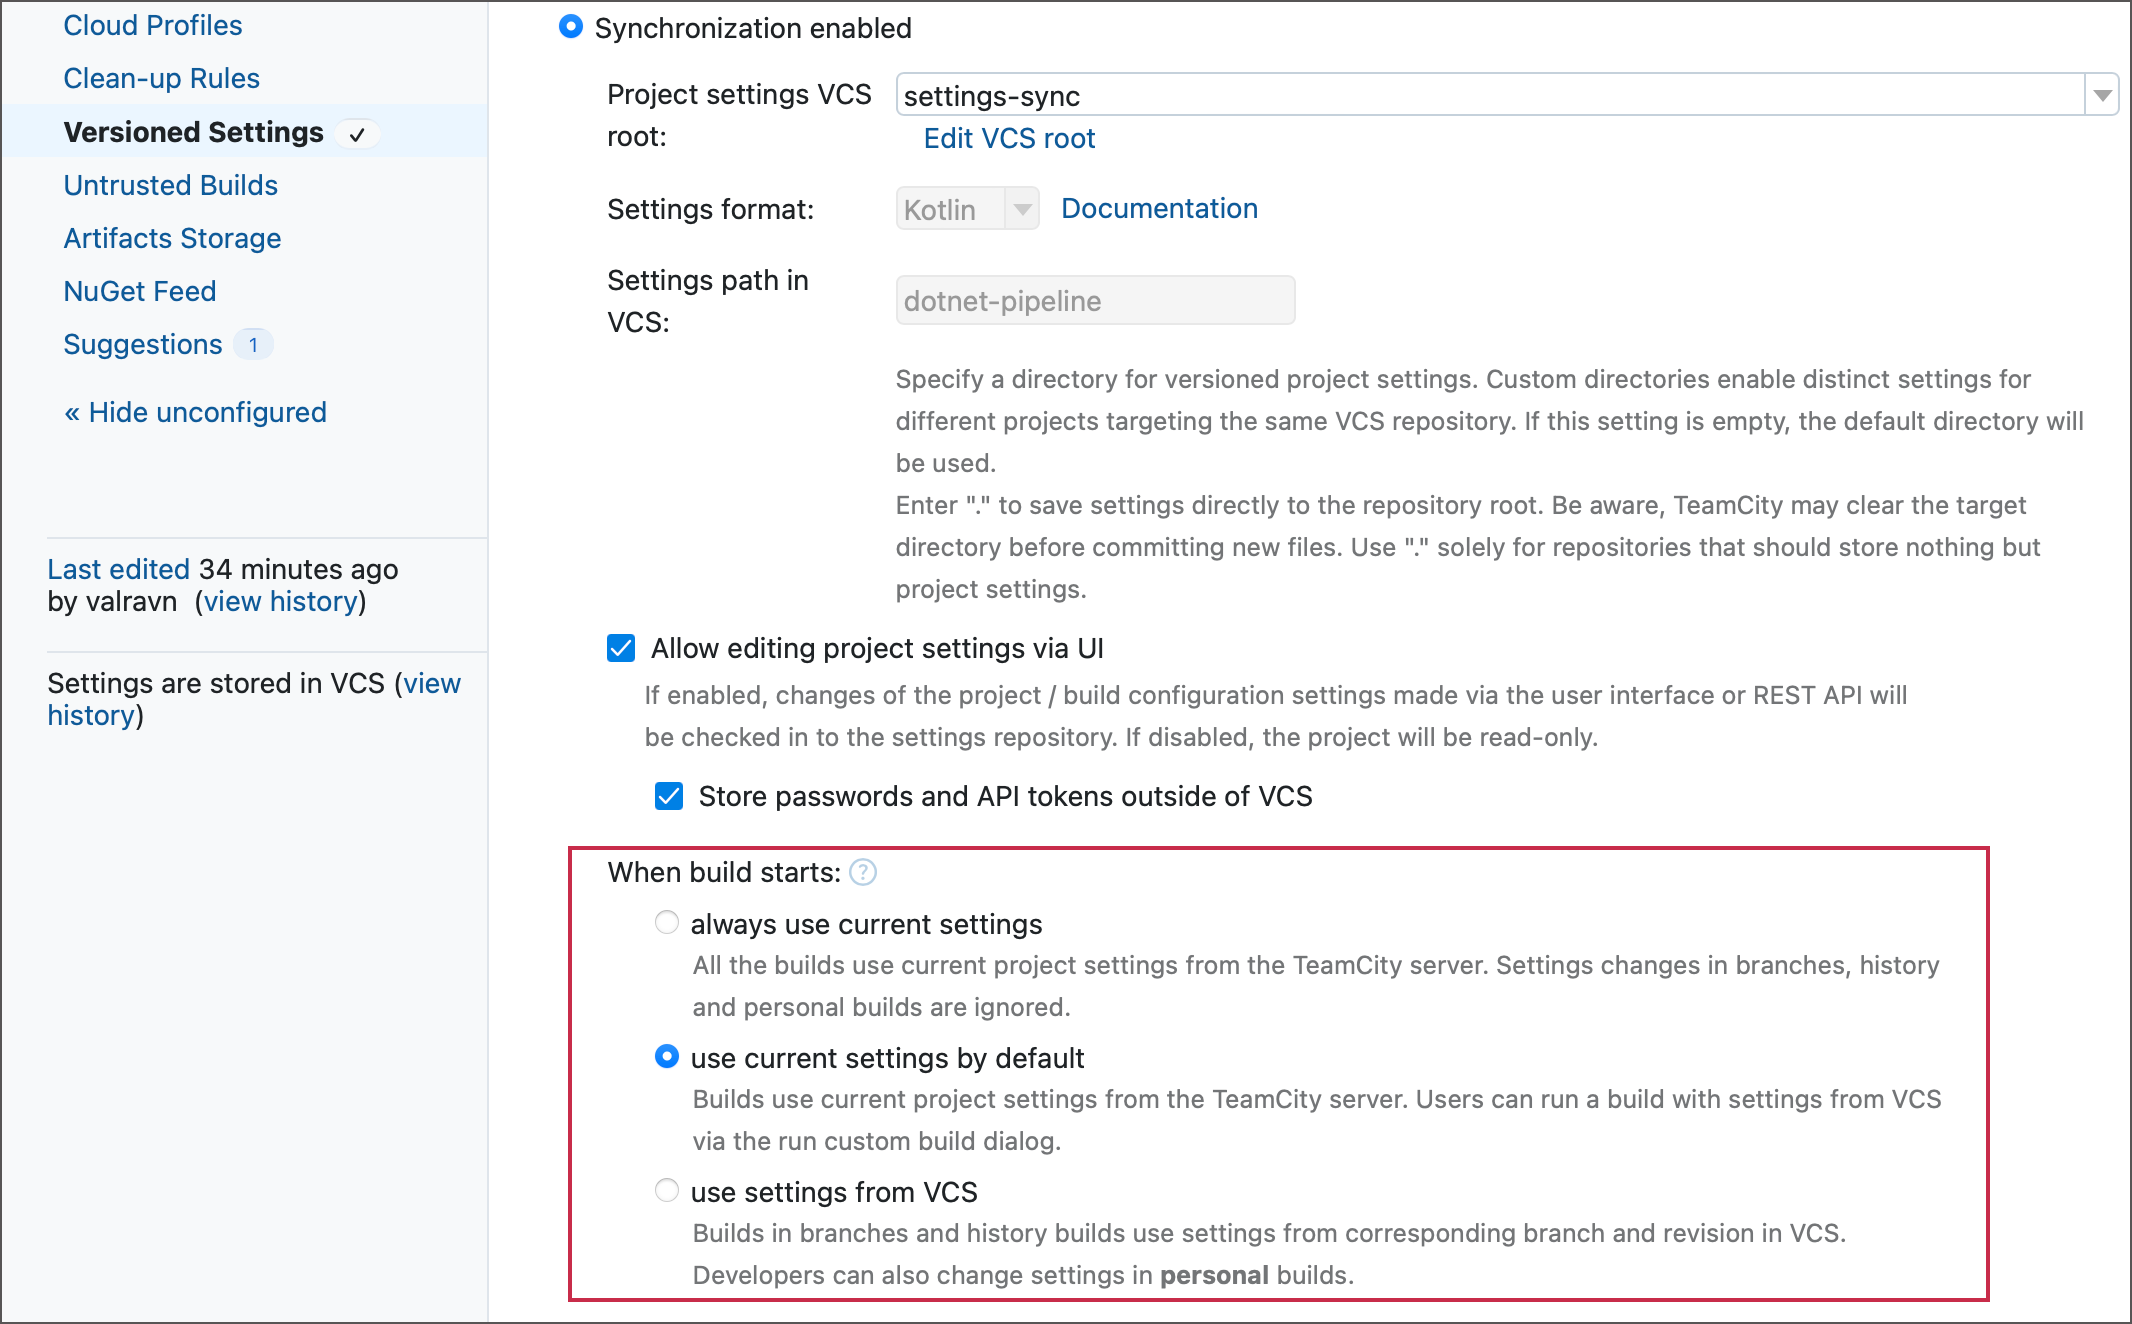 Cloud Profiles
Clean-up Rules
Versioned Settings ✓
Untrusted Builds
Artifacts Storage
NuGet Feed
Suggestions 1
« Hide unconfigured
Last edited 34 minutes ago
by valravn (view history)
Settings are stored in VCS (view
history)
Synchronization enabled
Project settings VCS
root:
settings-sync
Edit VCS root
Settings format:
Kotlin
Documentation
Settings path in
VCS:
dotnet-pipeline
Specify a directory for versioned project settings. Custom directories enable distinct settings for
different projects targeting the same VCS repository. If this setting is empty, the default directory will
be used.
Enter "." to save settings directly to the repository root. Be aware, TeamCity may clear the target
directory before committing new files. Use "." solely for repositories that should store nothing but
project settings.
Allow editing project settings via UI
If enabled, changes of the project / build configuration settings made via the user interface or REST API will
be checked in to the settings repository. If disabled, the project will be read-only.
Store passwords and API tokens outside of VCS
When build starts: ?
always use current settings
All the builds use current project settings from the TeamCity server. Settings changes in branches, history
and personal builds are ignored.
use current settings by default
Builds use current project settings from the TeamCity server. Users can run a build with settings from VCS
via the run custom build dialog.
use settings from VCS
Builds in branches and history builds use settings from corresponding branch and revision in VCS.
Developers can also change settings in personal builds.